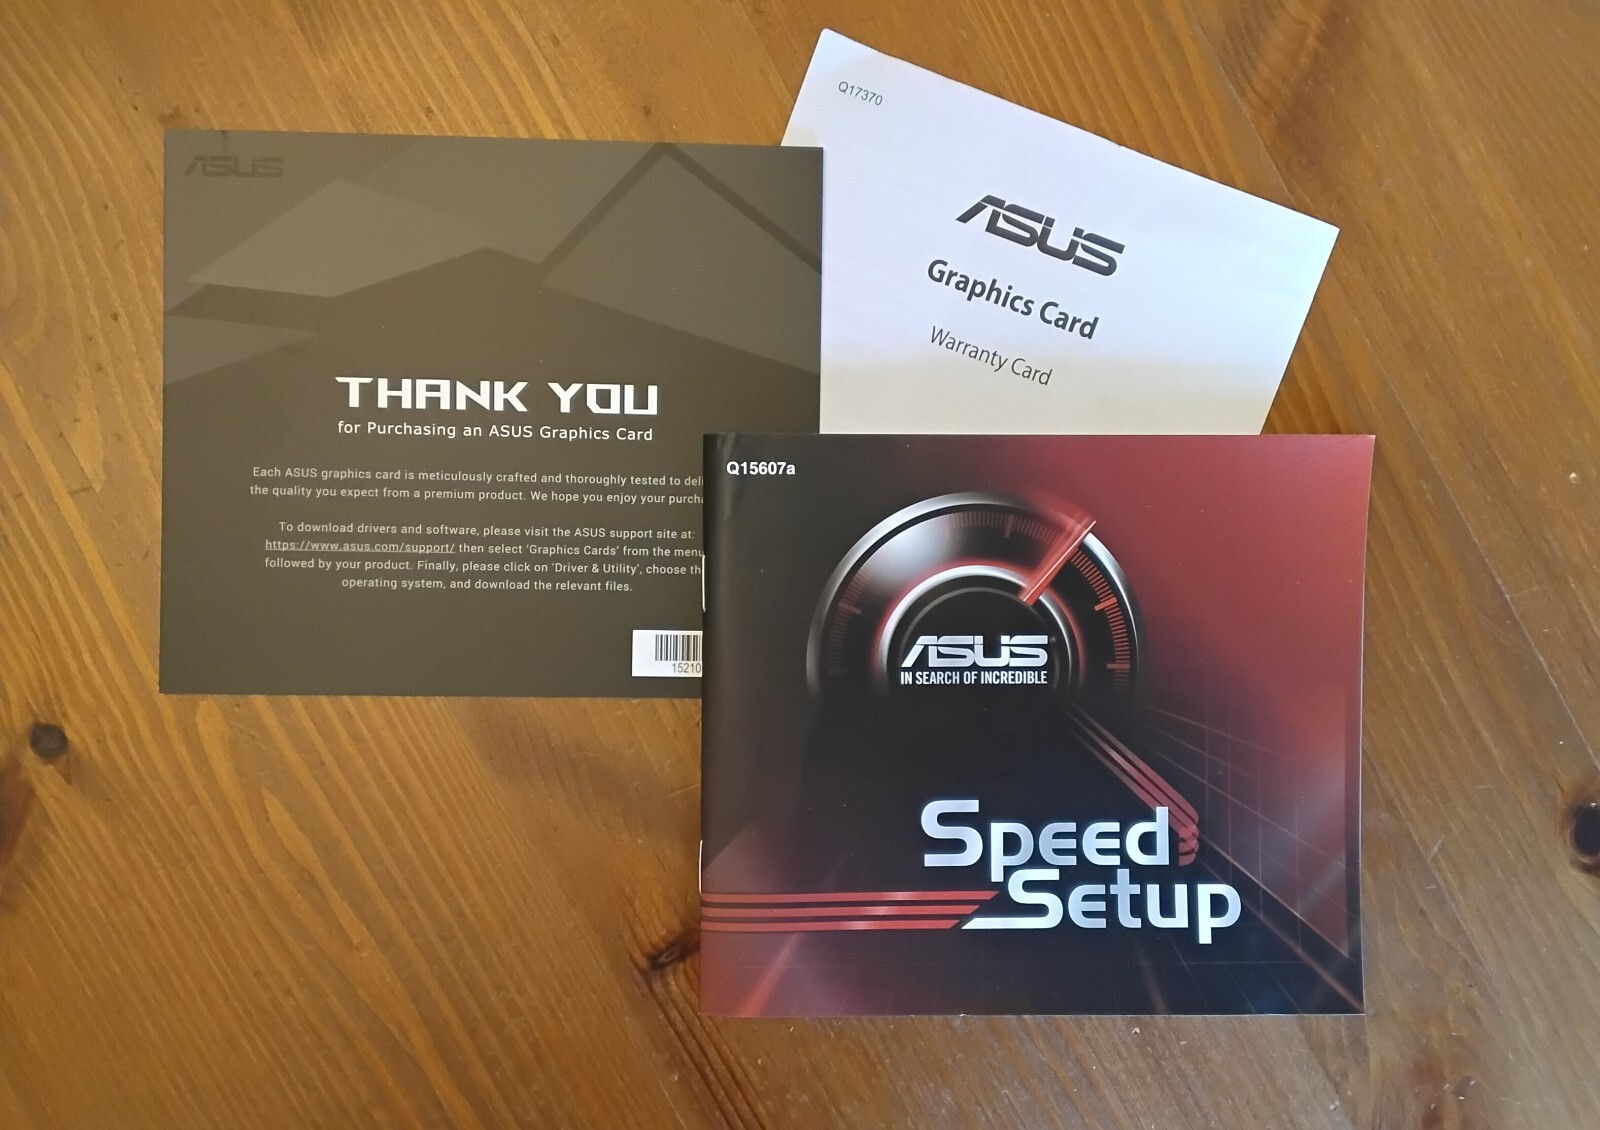 ASUS
THANK YOU
for Purchasing an ASUS Graphics Card
Each ASUS graphics card is meticulously crafted and thoroughly tested to
the quality you expect from a premium product. We hope you enjoy your
To download drivers and software, please visit the ASUS support site at:
https://www.asus.com/support/ then select ‘Graphics Cards’ from the menu
followed by your product. Finally, please click on ‘Driver & Utility’, choose
operating system, and download the relevant files.
15210
Q17370
ASUS
Graphics Card
Warranty Card
Q15607a
ASUS
IN SEARCH OF INCREDIBLE
Speed
Setup